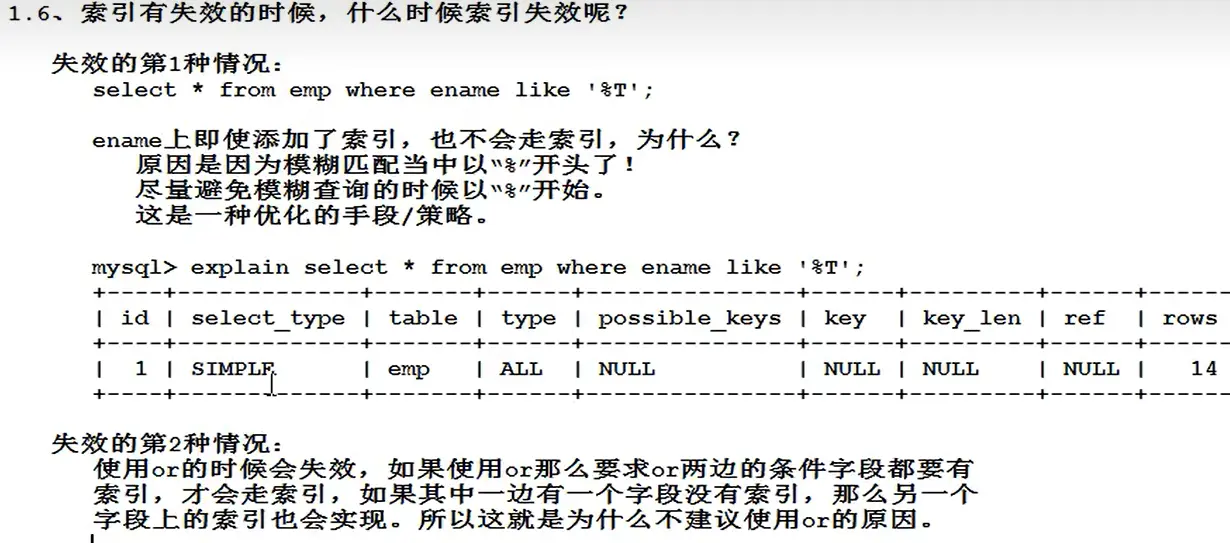 1.6、索引有失效的时候，什么时候索引失效呢？
失效的第1种情况：
select * from emp where ename like '%T';
ename上即使添加了索引，也不会走索引，为什么？
原因是因为模糊匹配当中以“%”开头了！
尽量避免模糊查询的时候以“%”开始。
这是一种优化的手段/策略。
mysql> explain select * from emp where ename like '%T';
+----+-------------+-------+------+---------------+------+---------+------+------
| id | select_type | table | type | possible_keys | key | key_len | ref | rows
+----+-------------+-------+------+---------------+------+---------+------+------
| 1 | SIMPLE | emp | ALL | NULL | NULL | NULL | NULL | 14
+----+-------------+-------+------+---------------+------+---------+------+------
失效的第2种情况：
使用or的时候会失效，如果使用or那么要求or两边的条件字段都要有
索引，才会走索引，如果其中一边有一个字段没有索引，那么另一个
字段上的索引也会实现。所以这就是为什么不建议使用or的原因。